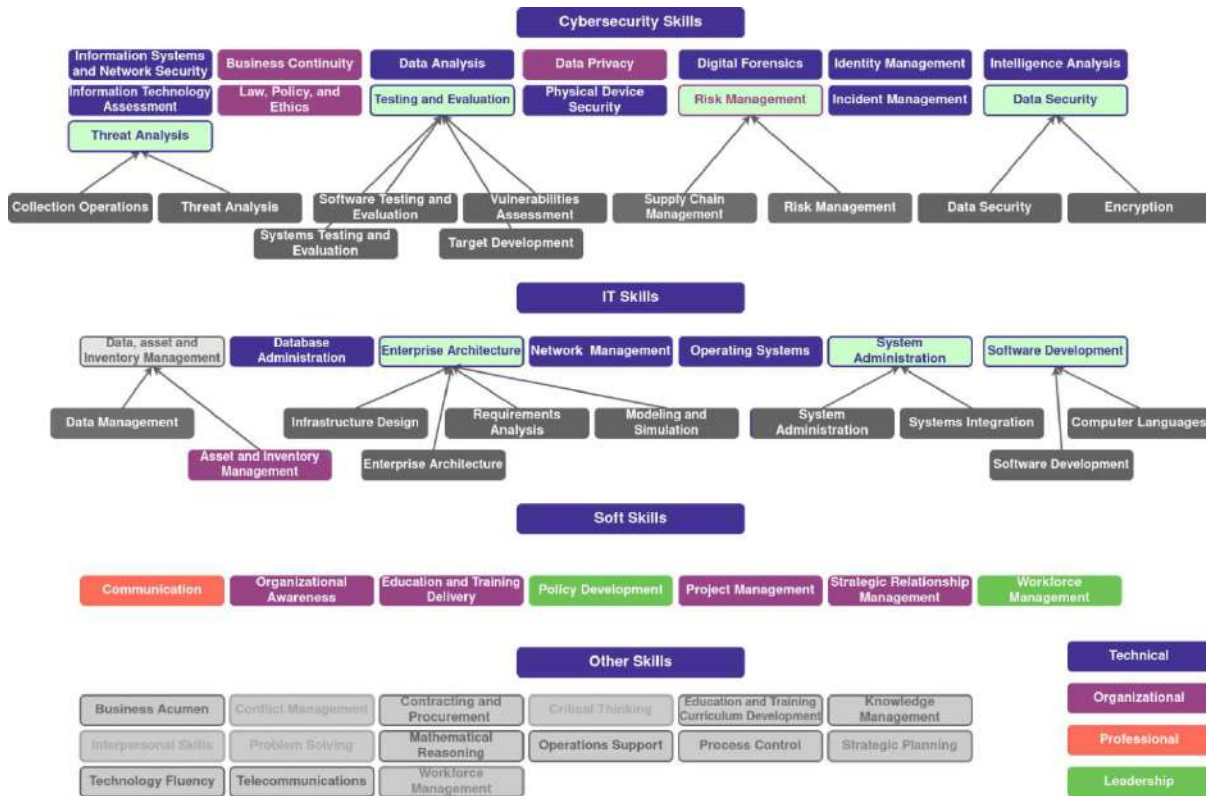 Cybersecurity Skills
Information Systems
and Network Security
Business Continuity
Data Analysis
Data Privacy
Digital Forensics
Identity Management
Intelligence Analysis
Information Technology
Assessment
Law, Policy, and
Ethics
Testing and Evaluation
Physical Device
Security
Risk Management
Incident Management
Data Security
Threat Analysis
Collection Operations
Threat Analysis
Software Testing and
Evaluation
Vulnerabilities
Assessment
Supply Chain
Management
Risk Management
Data Security
Encryption
Systems Testing and
Evaluation
Target Development
IT Skills
Data, asset and
Inventory Management
Database
Administration
Enterprise Architecture
Network Management
Operating Systems
System
Administration
Software Development
Data Management
Infrastructure Design
Requirements
Analysis
Modeling and
Simulation
System
Administration
Systems Integration
Computer Languages
Asset and Inventory
Management
Enterprise Architecture
Software Development
Soft Skills
Communication
Organizational
Awareness
Education and Training
Delivery
Policy Development
Project Management
Strategic Relationship
Management
Workforce
Management
Other Skills
Business Acumen
Conflict Management
Contracting and
Procurement
Critical Thinking
Education and Training
Curriculum Development
Knowledge
Management
Interpersonal Skills
Problem Solving
Mathematical
Reasoning
Operations Support
Process Control
Strategic Planning
Technology Fluency
Telecommunications
Workforce
Management
Technical
Organizational
Professional
Leadership